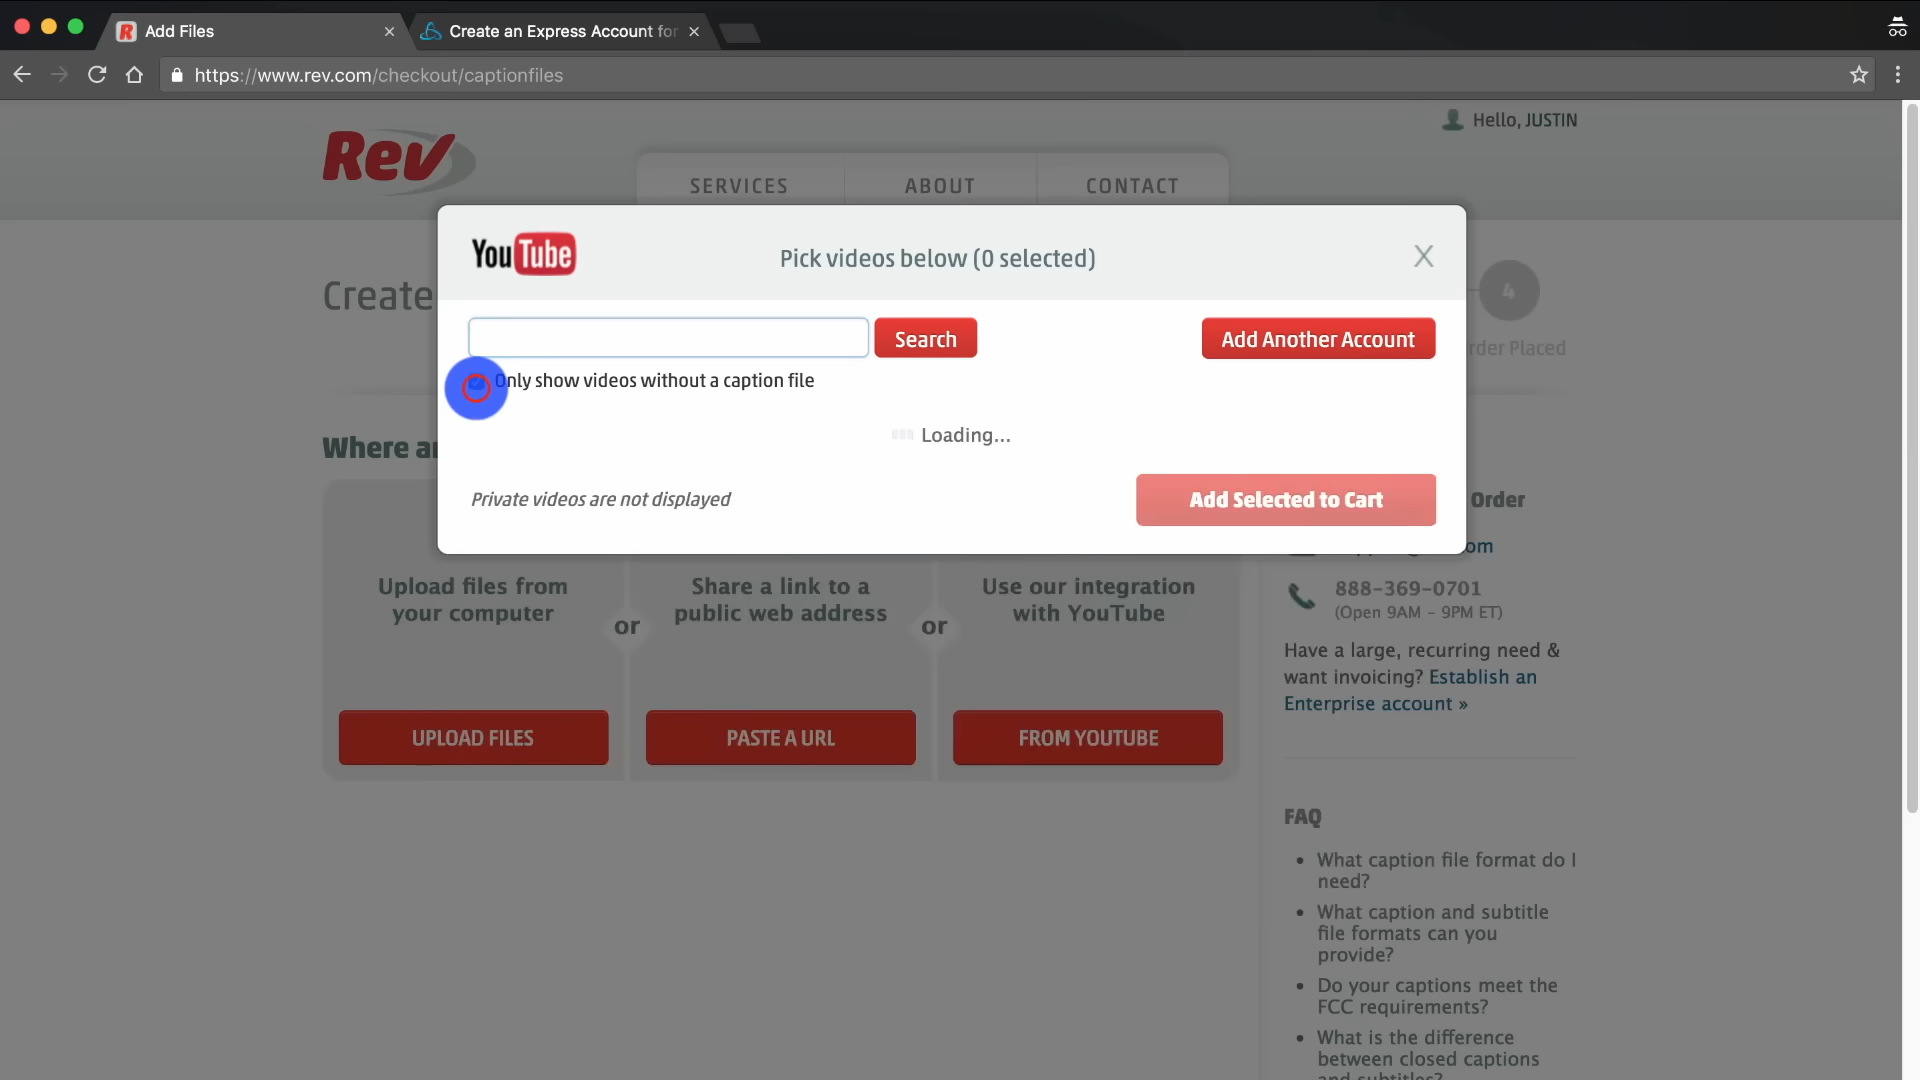 Add Files
Create an Express Account for
https://www.rev.com/checkout/captionfiles
Hello, JUSTIN
Rev
SERVICES
ABOUT
CONTACT
YouTube
Pick videos below (0 selected)
X
Create
4
rder Placed
Search
Add Another Account
Only show videos without a caption file
Loading...
Where a
Private videos are not displayed
Add Selected to Cart
Order
om
Upload files from
your computer
or
Share a link to a
public web address
or
Use our integration
with YouTube
UPLOAD FILES
PASTE A URL
FROM YOUTUBE
888-369-0701
(Open 9AM - 9PM ET)
Have a large, recurring need &
want invoicing? Establish an
Enterprise account »
FAQ
• What caption file format do I
need?
• What caption and subtitle
file formats can you
provide?
• Do your captions meet the
FCC requirements?
• What is the difference
between closed captions
and subtitles?